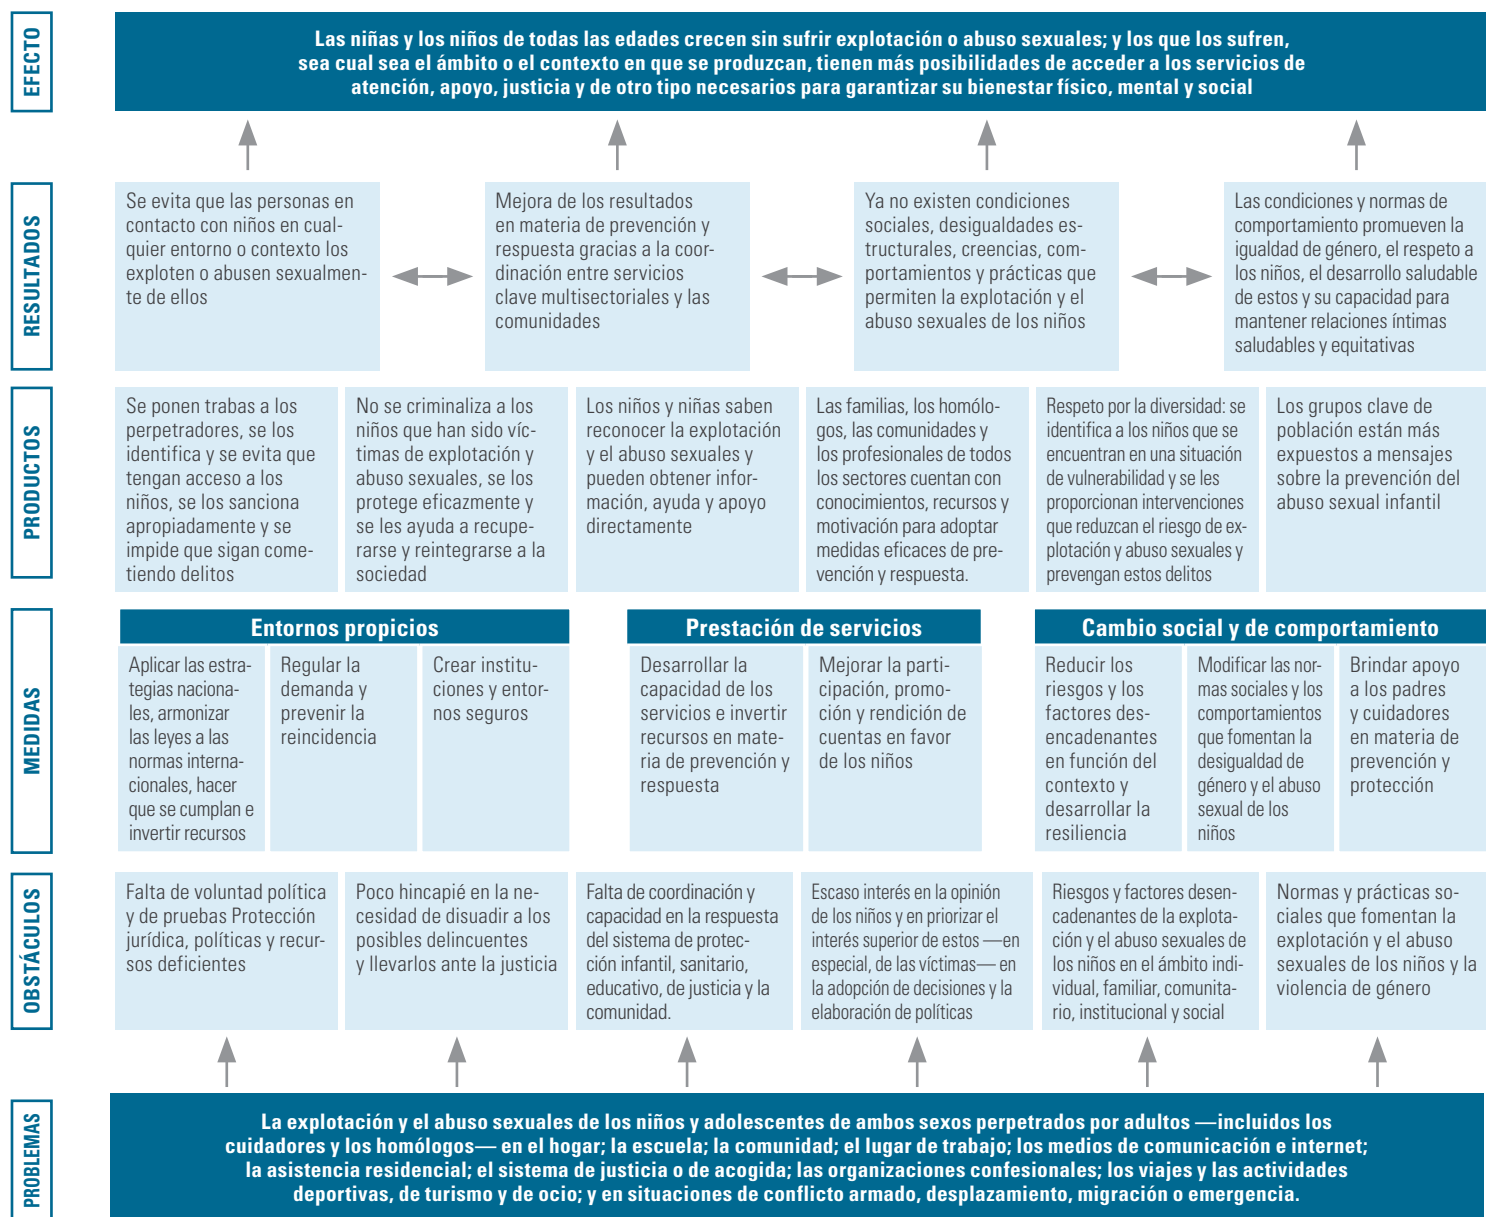 EFECTO
Las niñas y los niños de todas las edades crecen sin sufrir explotación o abuso sexuales; y los que los sufren,
sea cual sea el ámbito o el contexto en que se produzcan, tienen más posibilidades de acceder a los servicios de
atención, apoyo, justicia y de otro tipo necesarios para garantizar su bienestar físico, mental y social
RESULTADOS
Se evita que las personas en
contacto con niños en cual-
quier entorno o contexto los
exploten o abusen sexualmen-
te de ellos
Mejora de los resultados
en materia de prevención y
respuesta gracias a la coor-
dinación entre servicios
clave multisectoriales y las
comunidades
Ya no existen condiciones
sociales, desigualdades es-
tructurales, creencias, com-
portamientos y prácticas que
permiten la explotación y el
abuso sexuales de los niños
Las condiciones y normas de
comportamiento promueven la
igualdad de género, el respeto a
los niños, el desarrollo saludable
de estos y su capacidad para
mantener relaciones íntimas
saludables y equitativas
PRODUCTOS
Se ponen trabas a los
perpetradores, se los
identifica y se evita que
tengan acceso a los
niños, se los sanciona
apropiadamente y se
impide que sigan come-
tiendo delitos
No se criminaliza a los
niños que han sido víc-
timas de explotación y
abuso sexuales, se los
protege eficazmente y
se les ayuda a recupe-
rarse y reintegrarse a la
sociedad
Los niños y niñas saben
reconocer la explotación
y el abuso sexuales y
pueden obtener infor-
mación, ayuda y apoyo
directamente
Las familias, los homólo-
gos, las comunidades y
los profesionales de todos
los sectores cuentan con
conocimientos, recursos y
motivación para adoptar
medidas eficaces de pre-
vención y respuesta.
Respeto por la diversidad: se
identifica a los niños que se
encuentran en una situación
de vulnerabilidad y se les
proporcionan intervenciones
que reduzcan el riesgo de ex-
plotación y abuso sexuales y
prevengan estos delitos
Los grupos clave de
población están más
expuestos a mensajes
sobre la prevención del
abuso sexual infantil
MEDIDAS
Entornos propicios
Aplicar las estra-
tegias naciona-
les, armonizar
las leyes a las
normas interna-
cionales, hacer
que se cumplan e
invertir recursos
Regular la
demanda y
prevenir la
reincidencia
Crear institu-
ciones y entor-
nos seguros
Prestación de servicios
Desarrollar la
capacidad de los
servicios e invertir
recursos en mate-
ria de prevención y
respuesta
Mejorar la parti-
cipación, promo-
ción y rendición de
cuentas en favor
de los niños
Cambio social y de comportamiento
Reducir los
riesgos y los
factores des-
encadenantes
en función del
contexto y
desarrollar la
resiliencia
Modificar las nor-
mas sociales y los
comportamientos
que fomentan la
desigualdad de
género y el abuso
sexual de los
niños
Brindar apoyo
a los padres
y cuidadores
en materia de
prevención y
protección
OBSTÁCULOS
Falta de voluntad política
y de pruebas Protección
jurídica, políticas y recur-
sos deficientes
Poco hincapié en la ne-
cesidad de disuadir a los
posibles delincuentes
y llevarlos ante la justicia
Falta de coordinación y
capacidad en la respuesta
del sistema de protec-
ción infantil, sanitario,
educativo, de justicia y la
comunidad.
Escaso interés en la opinión
de los niños y en priorizar el
interés superior de estos —en
especial, de las víctimas— en
la adopción de decisiones y la
elaboración de políticas
Riesgos y factores desen-
cadenantes de la explota-
ción y el abuso sexuales de
los niños en el ámbito indi-
vidual, familiar, comunita-
rio, institucional y social
Normas y prácticas so-
ciales que fomentan la
explotación y el abuso
sexuales de los niños y la
violencia de género
PROBLEMAS
La explotación y el abuso sexuales de los niños y adolescentes de ambos sexos perpetrados por adultos —incluidos los
cuidadores y los homólogos— en el hogar; la escuela; la comunidad; el lugar de trabajo; los medios de comunicación e internet;
la asistencia residencial; el sistema de justicia o de acogida; las organizaciones confesionales; los viajes y las actividades
deportivas, de turismo y de ocio; y en situaciones de conflicto armado, desplazamiento, migración o emergencia.